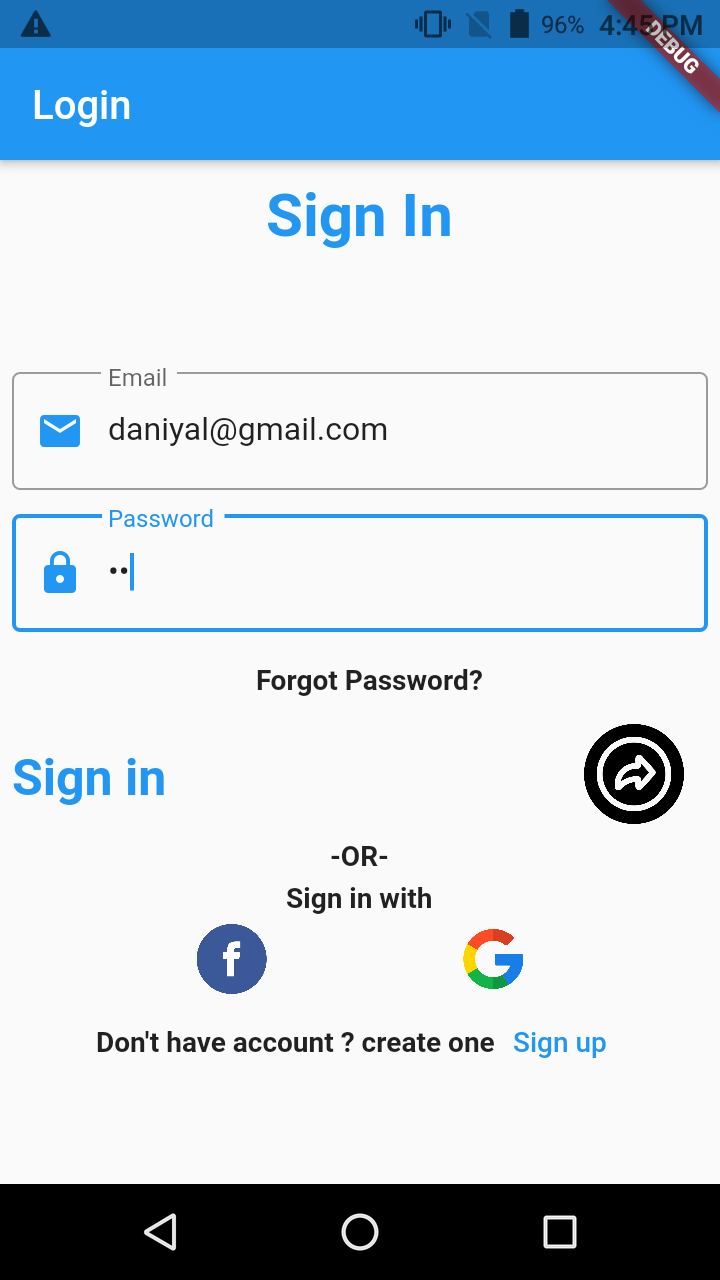 96% 4:45 PM
DEBUG
Login
Sign In
Email
daniyal@gmail.com
Password
••
Forgot Password?
Sign in
-OR-
Sign in with
f G
Don't have account ? create one Sign up